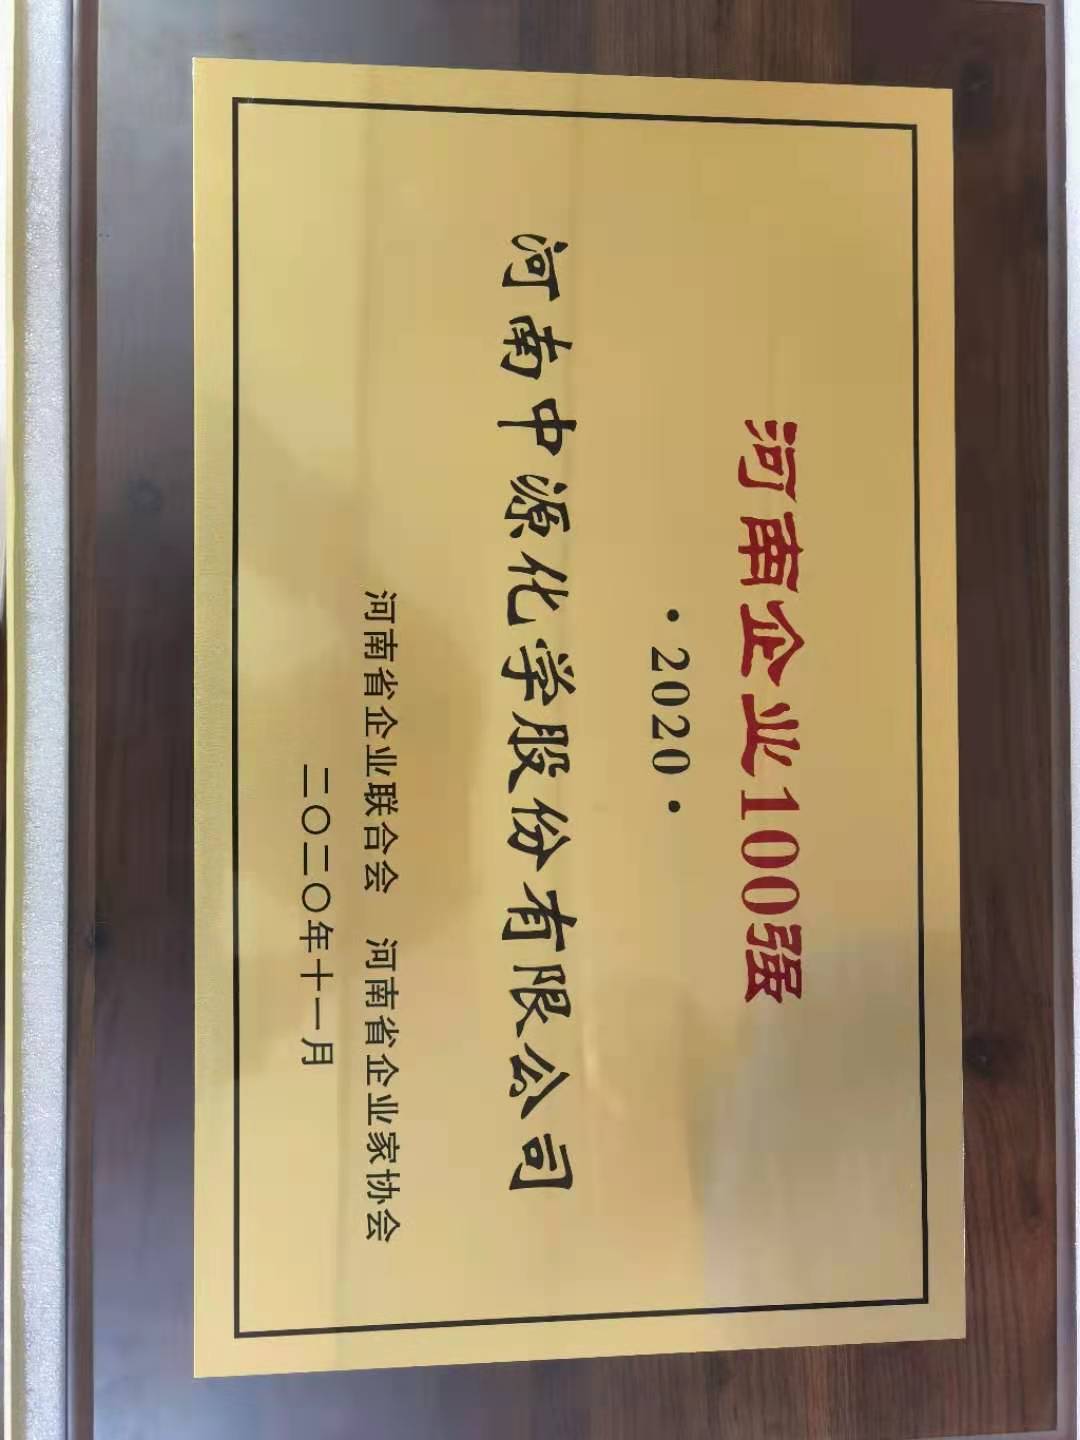 河南企业100强
·2020·
河南中源化学股份有限公司
河南省企业联合会 河南省企业家协会
二〇二〇年十一月